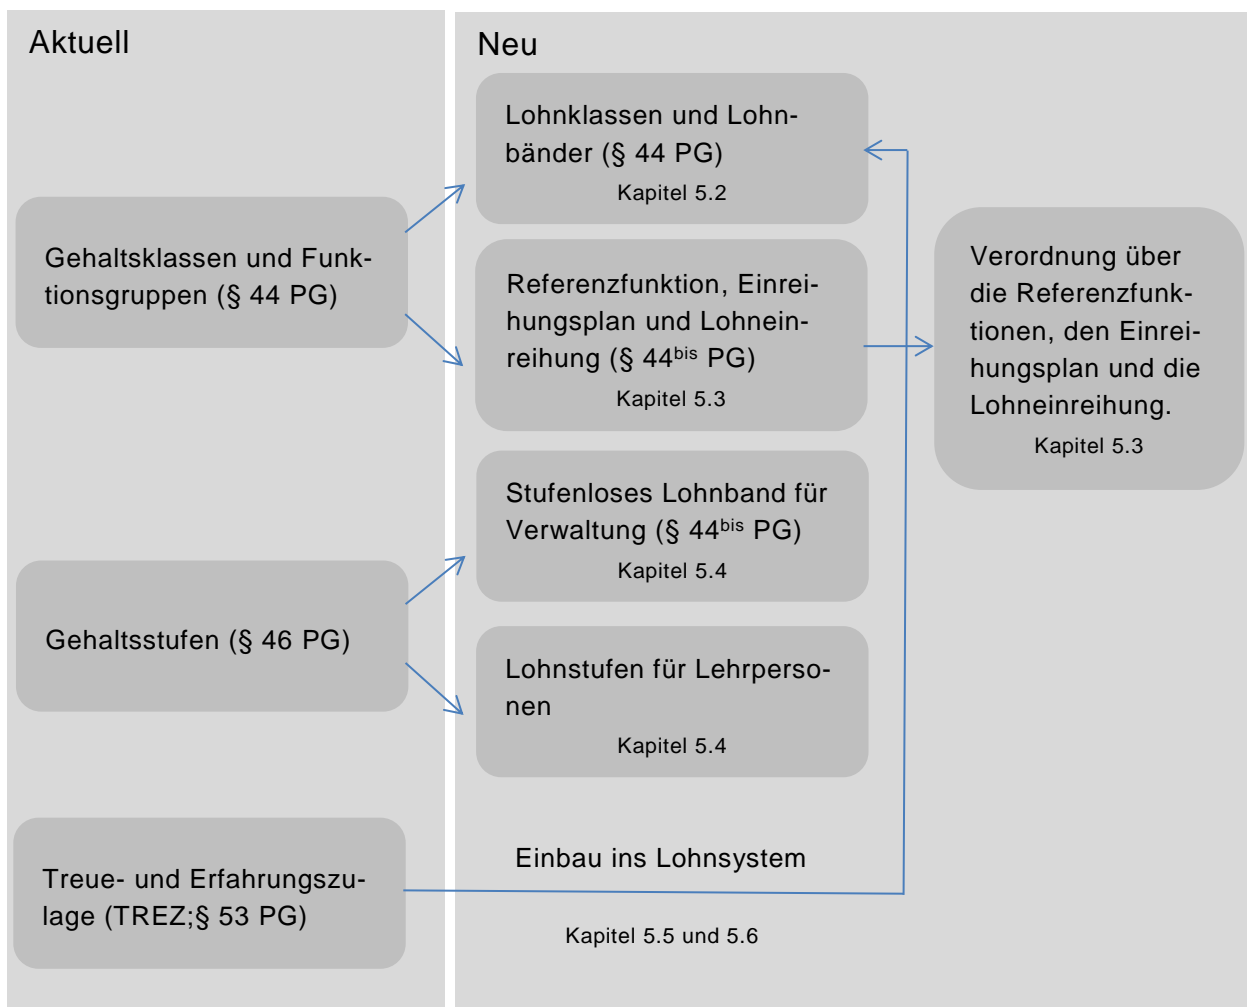 Aktuell
Gehaltsklassen und Funk-
tionsgruppen (§ 44 PG)
Gehaltsstufen (§ 46 PG)
Treue- und Erfahrungszu-
lage (TREZ;§ 53 PG)
Neu
Lohnklassen und Lohn-
bänder (§ 44 PG)
Kapitel 5.2
Referenzfunktion, Einrei-
hungsplan und Lohnein-
reihung (§ 44bis PG)
Kapitel 5.3
Stufenloses Lohnband für
Verwaltung (§ 44bis PG)
Kapitel 5.4
Lohnstufen für Lehrperso-
nen
Kapitel 5.4
Einbau ins Lohnsystem
Kapitel 5.5 und 5.6
Verordnung über
die Referenzfunk-
tionen, den Einrei-
hungsplan und die
Lohneinreihung.
Kapitel 5.3